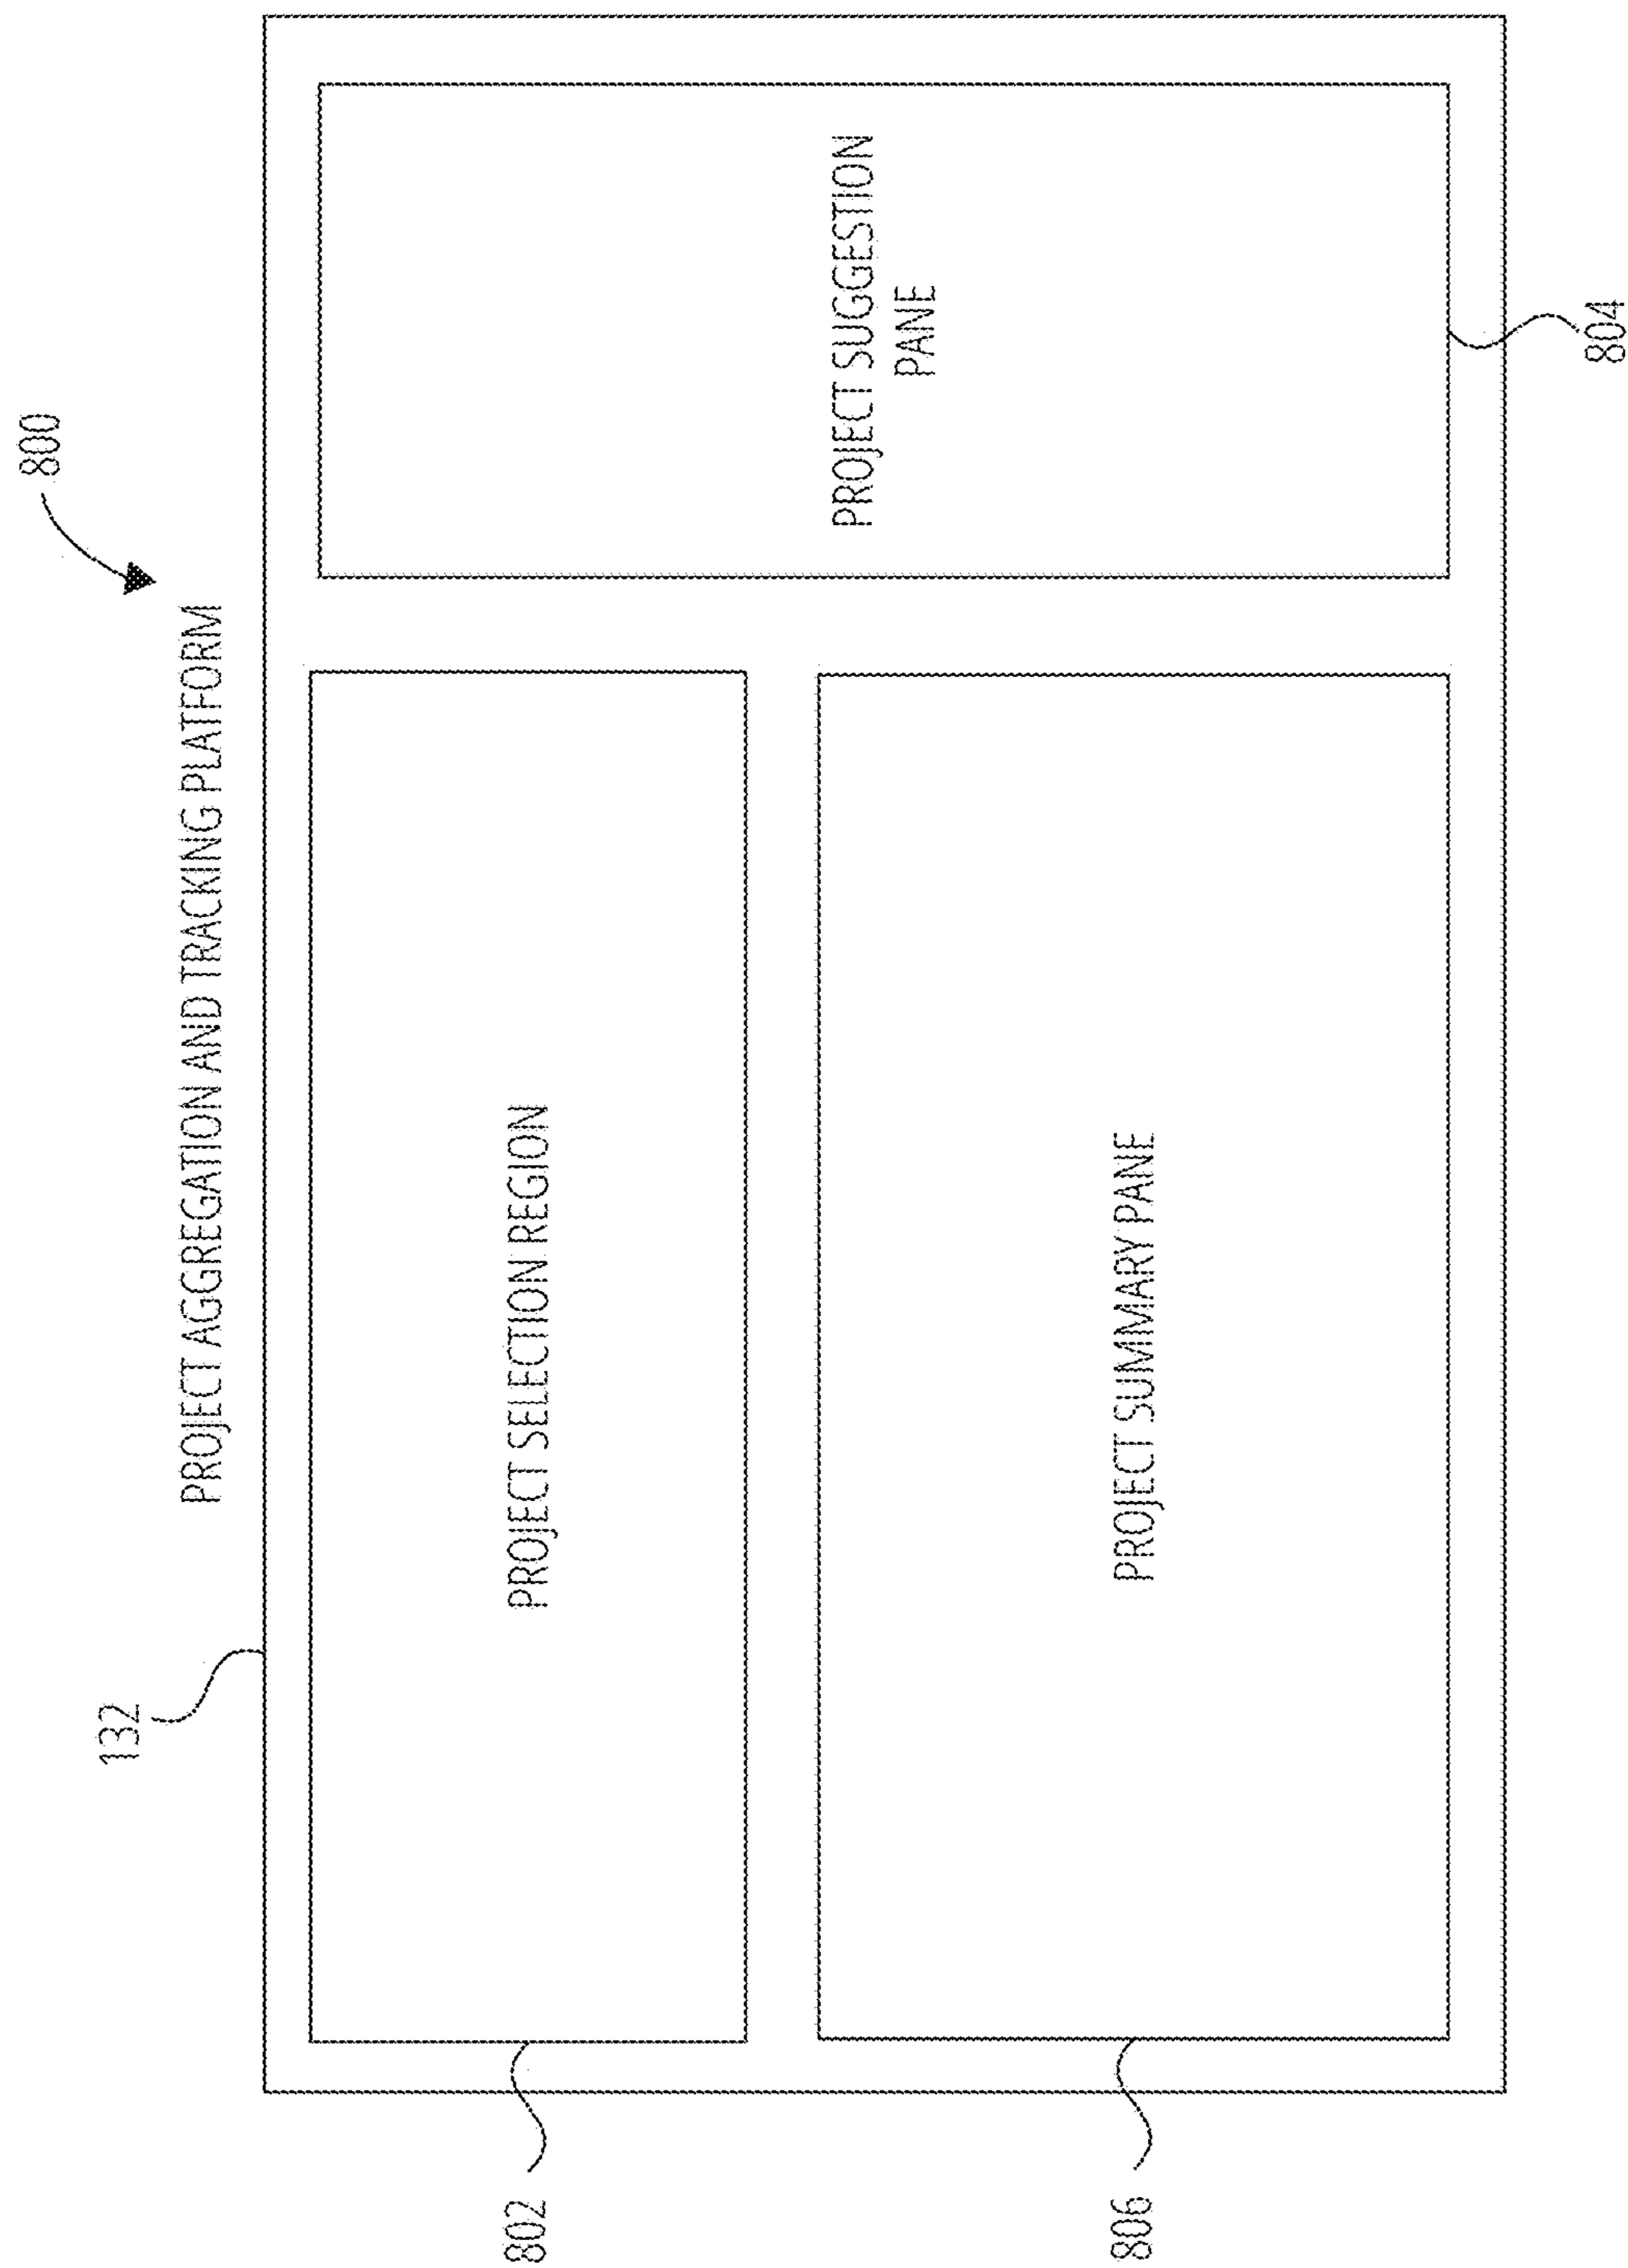 800
PROJECT AGGREGATION AND TRACKING PLATFORM
132
802
PROJECT SELECTION REGION
PROJECT SUGGESTION
PANE
806
PROJECT SUMMARY PANE
804